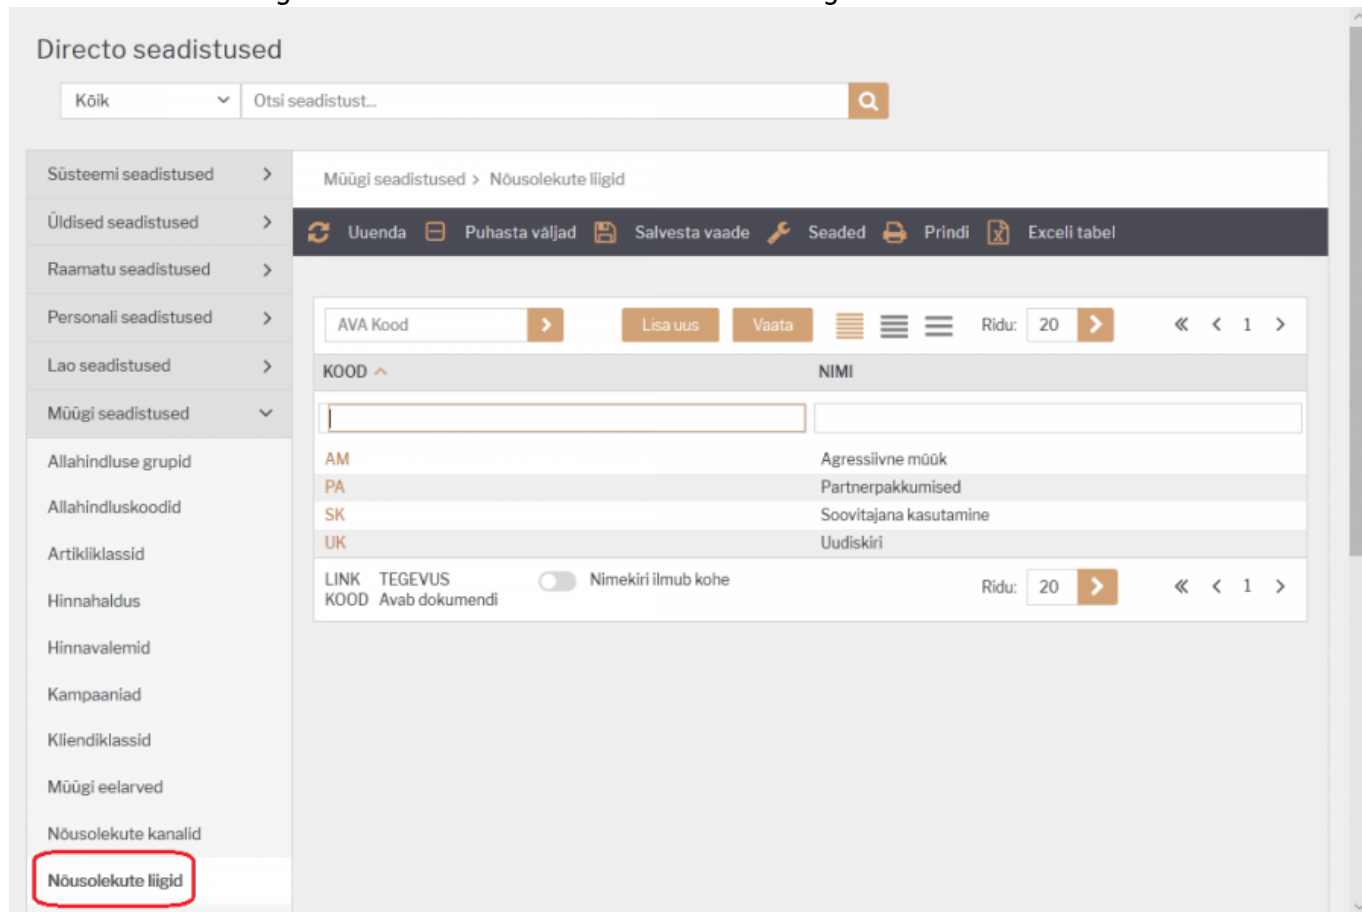 Directo seadistused
Kõik
Otsi seadistust...
Süsteemi seadistused
Üldised seadistused
Raamatu seadistused
Personali seadistused
Lao seadistused
Müügi seadistused
Allahindluse grupid
Allahindluskoodid
Artikliklassid
Hinnahaldus
Hinnavalemid
Kampaaniad
Kliendiklassid
Müügi eelarved
Nõusolekute kanalid
Nõusolekute liigid
Müügi seadistused > Nõusolekute liigid
Uuenda Puhasta väljad Salvesta vaade Seaded Prindi Exceli tabel
AVA Kood Lisa uus Vaata Ridu: 20 1
KOOD NIMI
AM Agressiivne müük
PA Partnerpakkumised
SK Soovitajana kasutamine
UK Uudiskiri
LINK TEGEVUS Nimekiri ilmub kohe Ridu: 20 1
KOOD Avab dokumendi